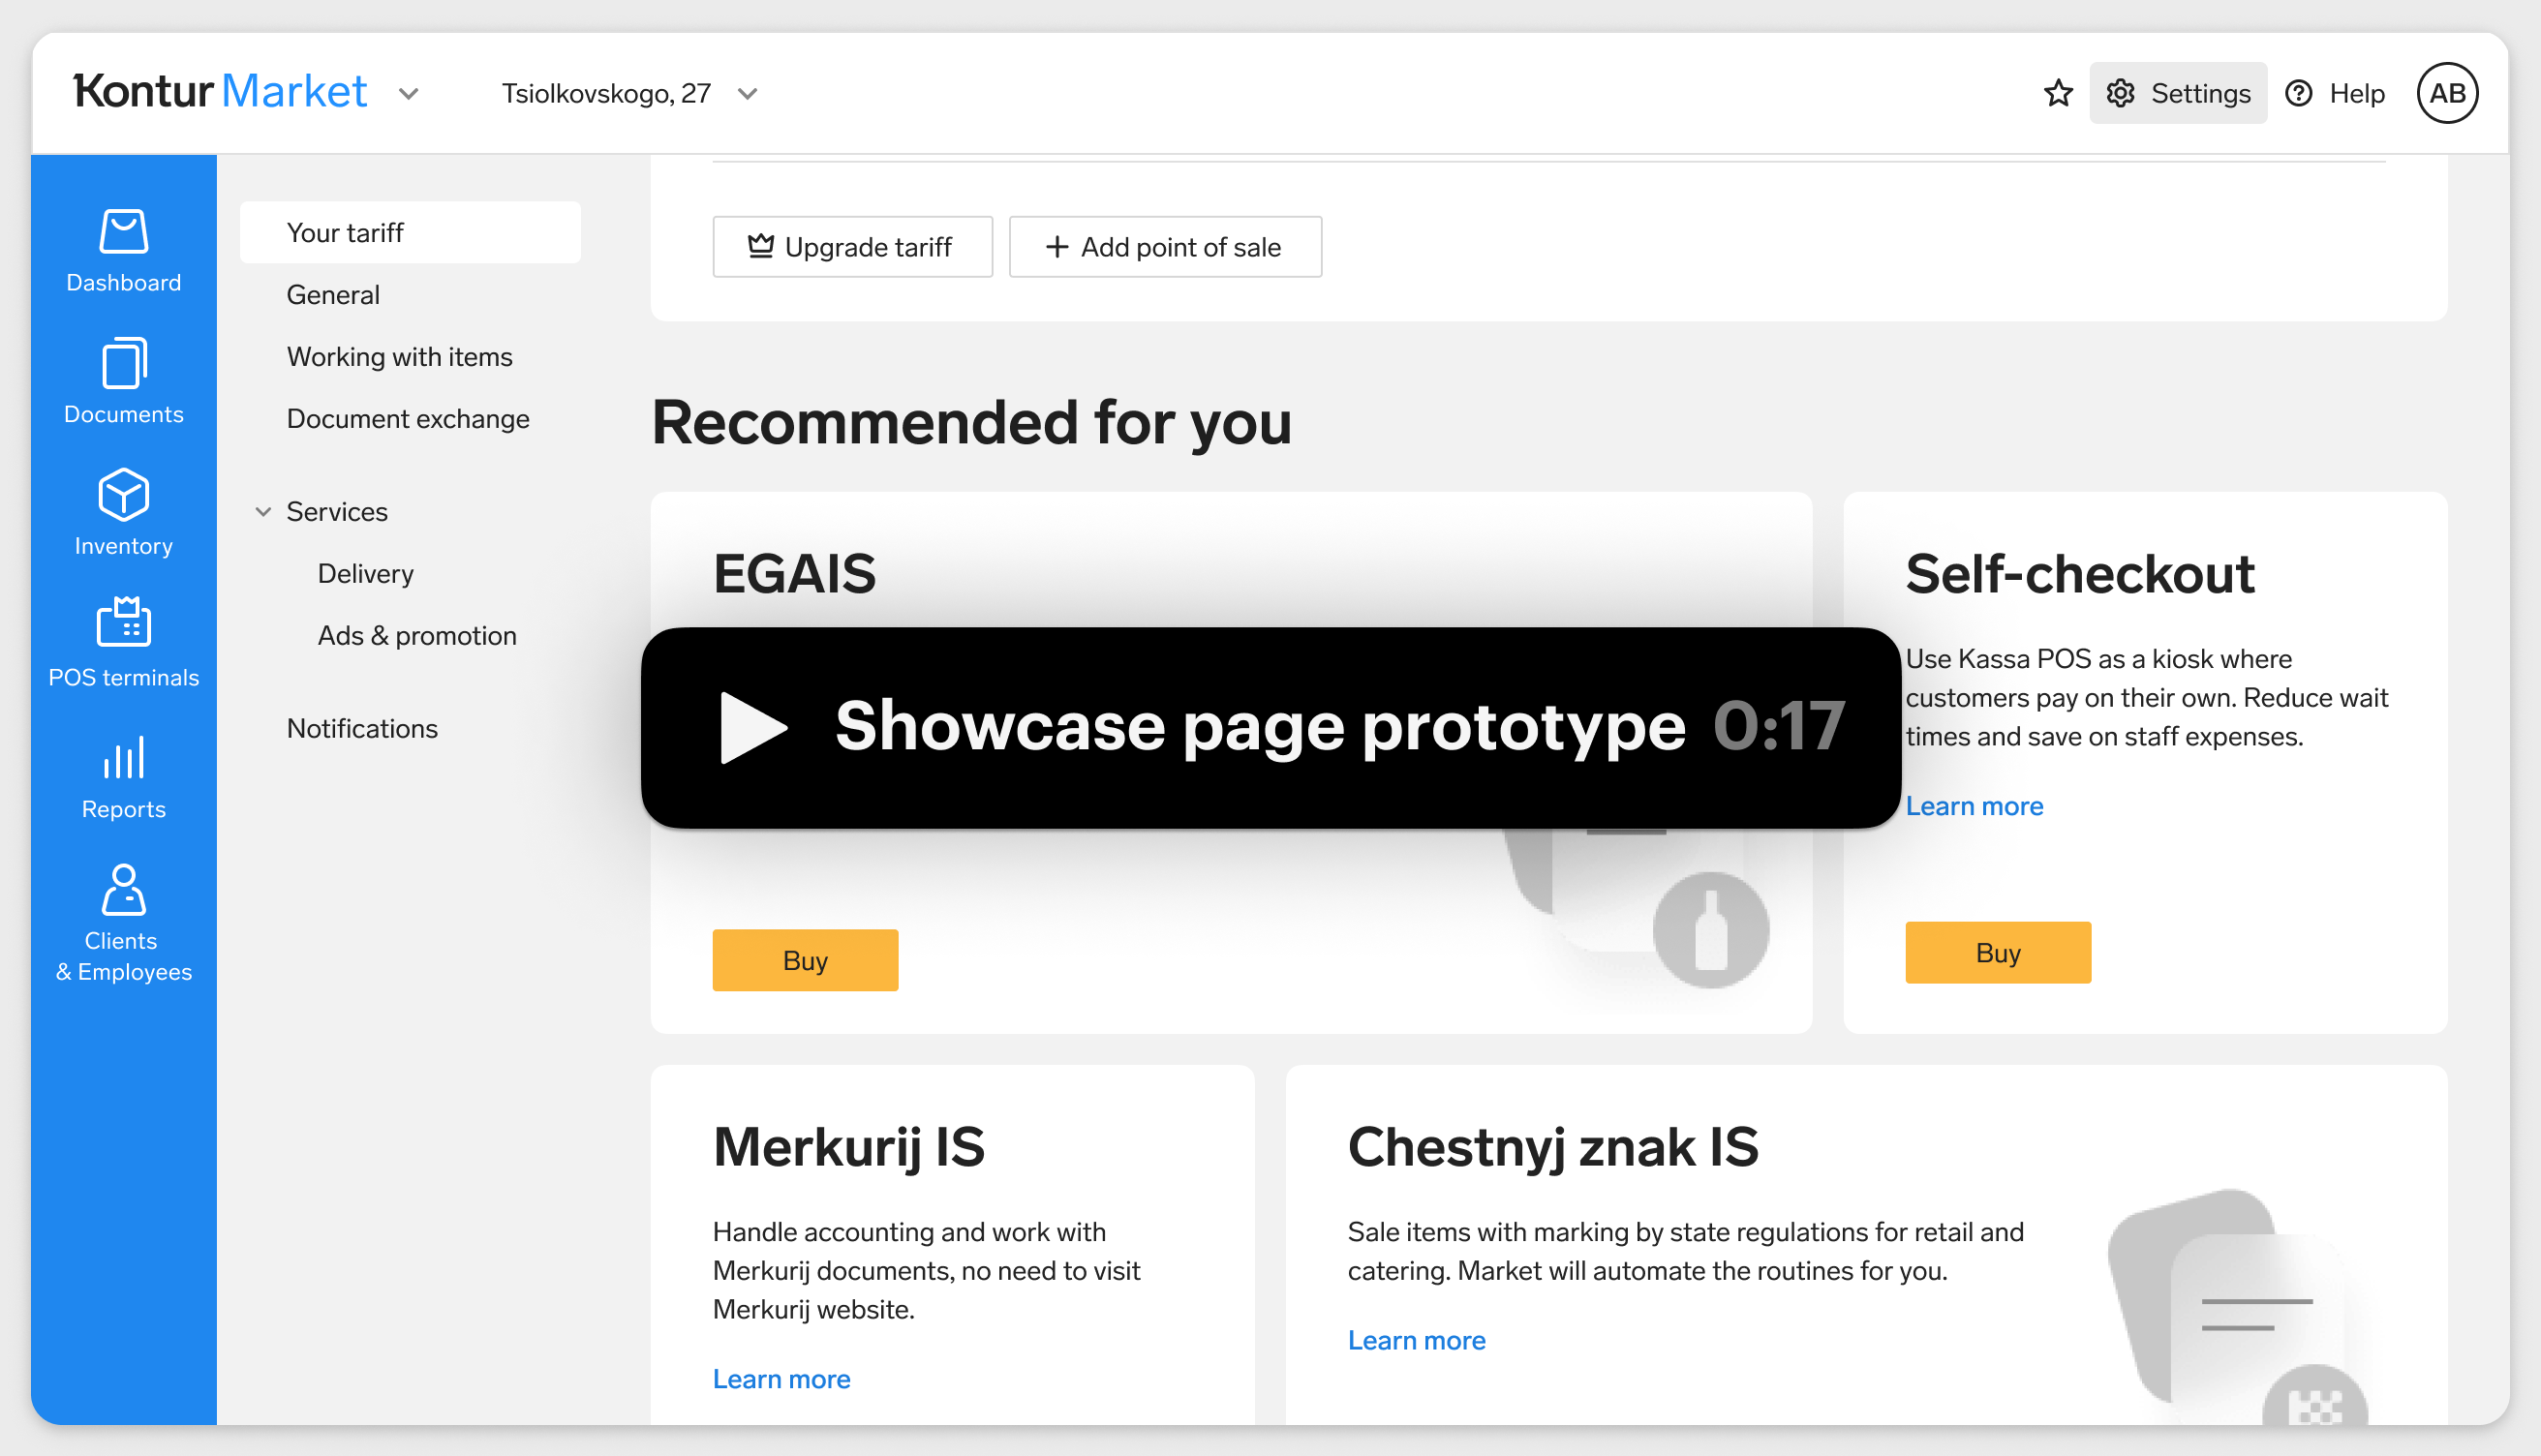 Kontur Market
Tsiolkovskogo, 27
Settings
Help
AB
Dashboard
Documents
Inventory
POS terminals
Reports
Clients
& Employees
Your tariff
General
Working with items
Document exchange
Services
Delivery
Ads & promotion
Notifications
Upgrade tariff
Add point of sale
Recommended for you
EGAIS
Buy
Self-checkout
Use Kassa POS as a kiosk where
customers pay on their own. Reduce wait
times and save on staff expenses.
Learn more
Buy
Showcase page prototype 0:17
Merkurij IS
Handle accounting and work with
Merkurij documents, no need to visit
Merkurij website.
Learn more
Chestnyj znak IS
Sale items with marking by state regulations for retail and
catering. Market will automate the routines for you.
Learn more